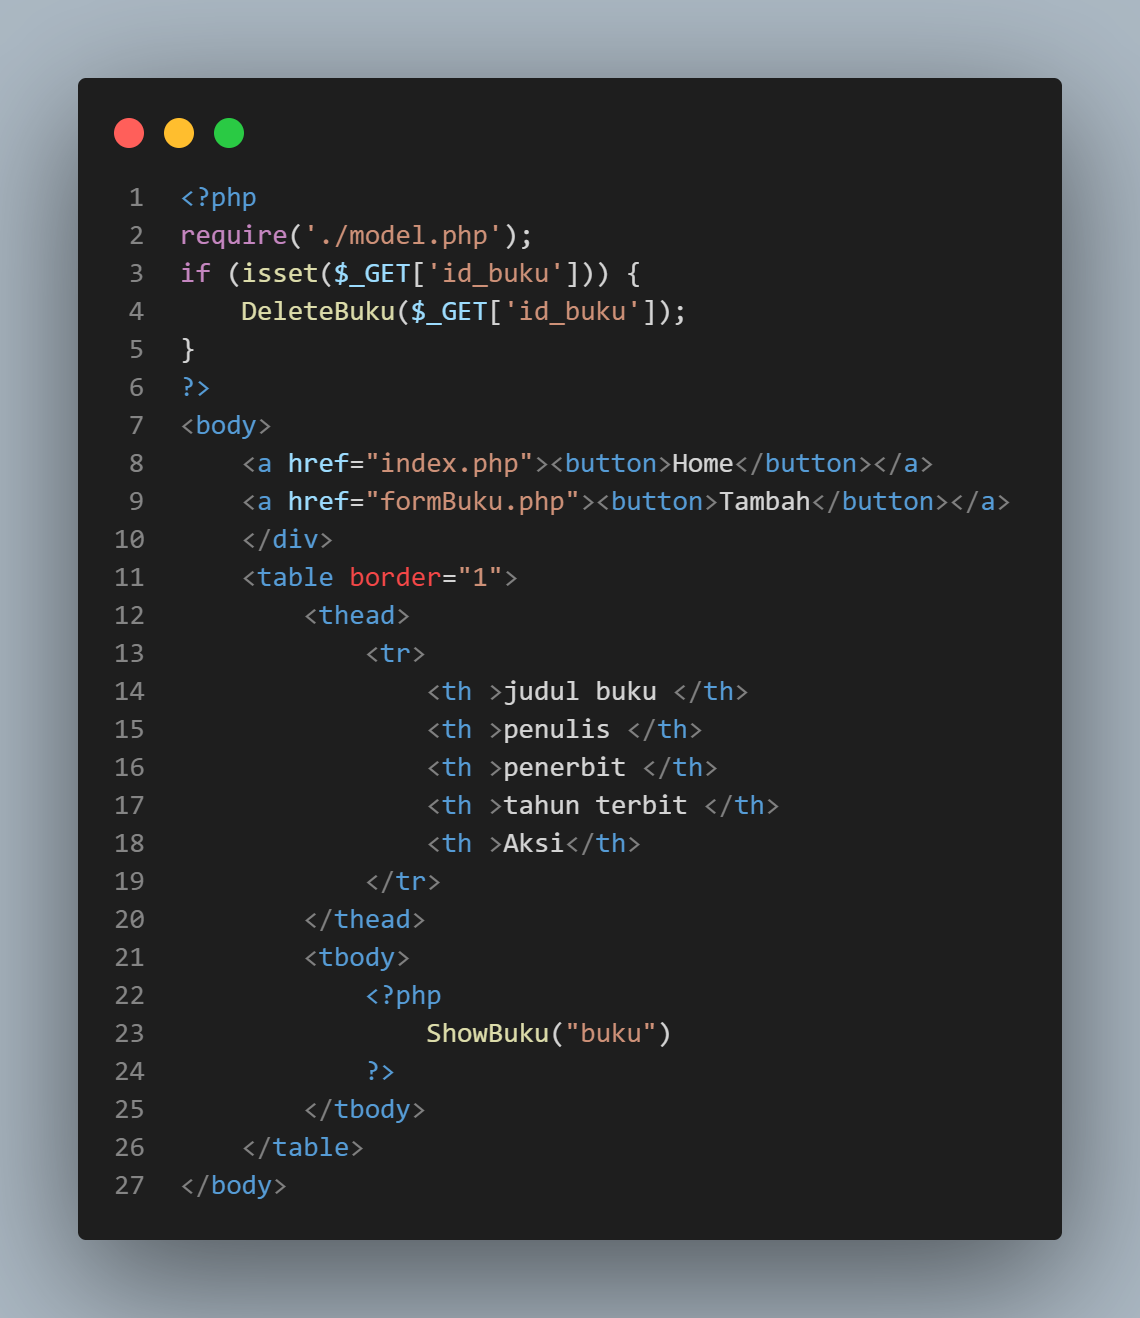 1 <?php
2 require('./model.php');
3 if (isset($_GET['id_buku'])) {
4     DeleteBuku($_GET['id_buku']);
5 }
6 ?>
7 <body>
8     <a href="index.php"><button>Home</button></a>
9     <a href="formBuku.php"><button>Tambah</button></a>
10     </div>
11     <table border="1">
12         <thead>
13             <tr>
14                 <th >judul buku </th>
15                 <th >penulis </th>
16                 <th >penerbit </th>
17                 <th >tahun terbit </th>
18                 <th >Aksi</th>
19             </tr>
20         </thead>
21         <tbody>
22             <?php
23                 ShowBuku("buku")
24             ?>
25         </tbody>
26     </table>
27 </body>